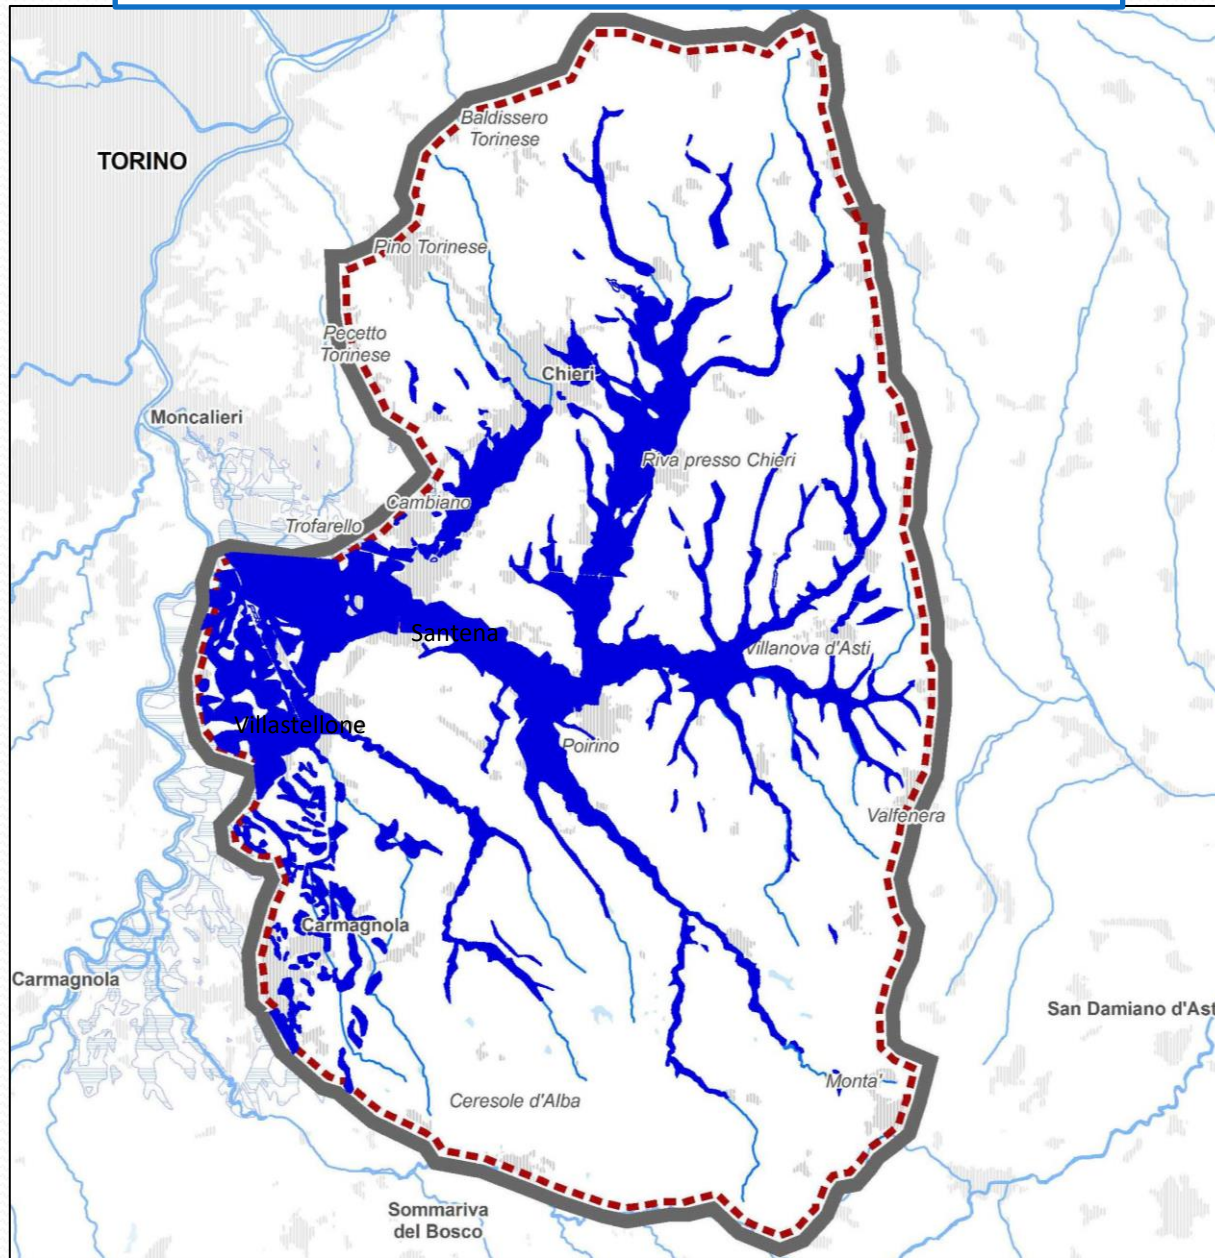 Baldissero
Torinese
TORINO
Pino Torinese
Pecetto
Torinese
Chieri
Moncalieri
Riva presso Chieri
Cambiano
Trofarello
Santena
Villanova d'Asti
Villastellone
Poirino
Valfenera
Carmagnola
Carmagnola
San Damiano d'Ast
Monta'
Ceresole d'Alba
Sommariva
del Bosco